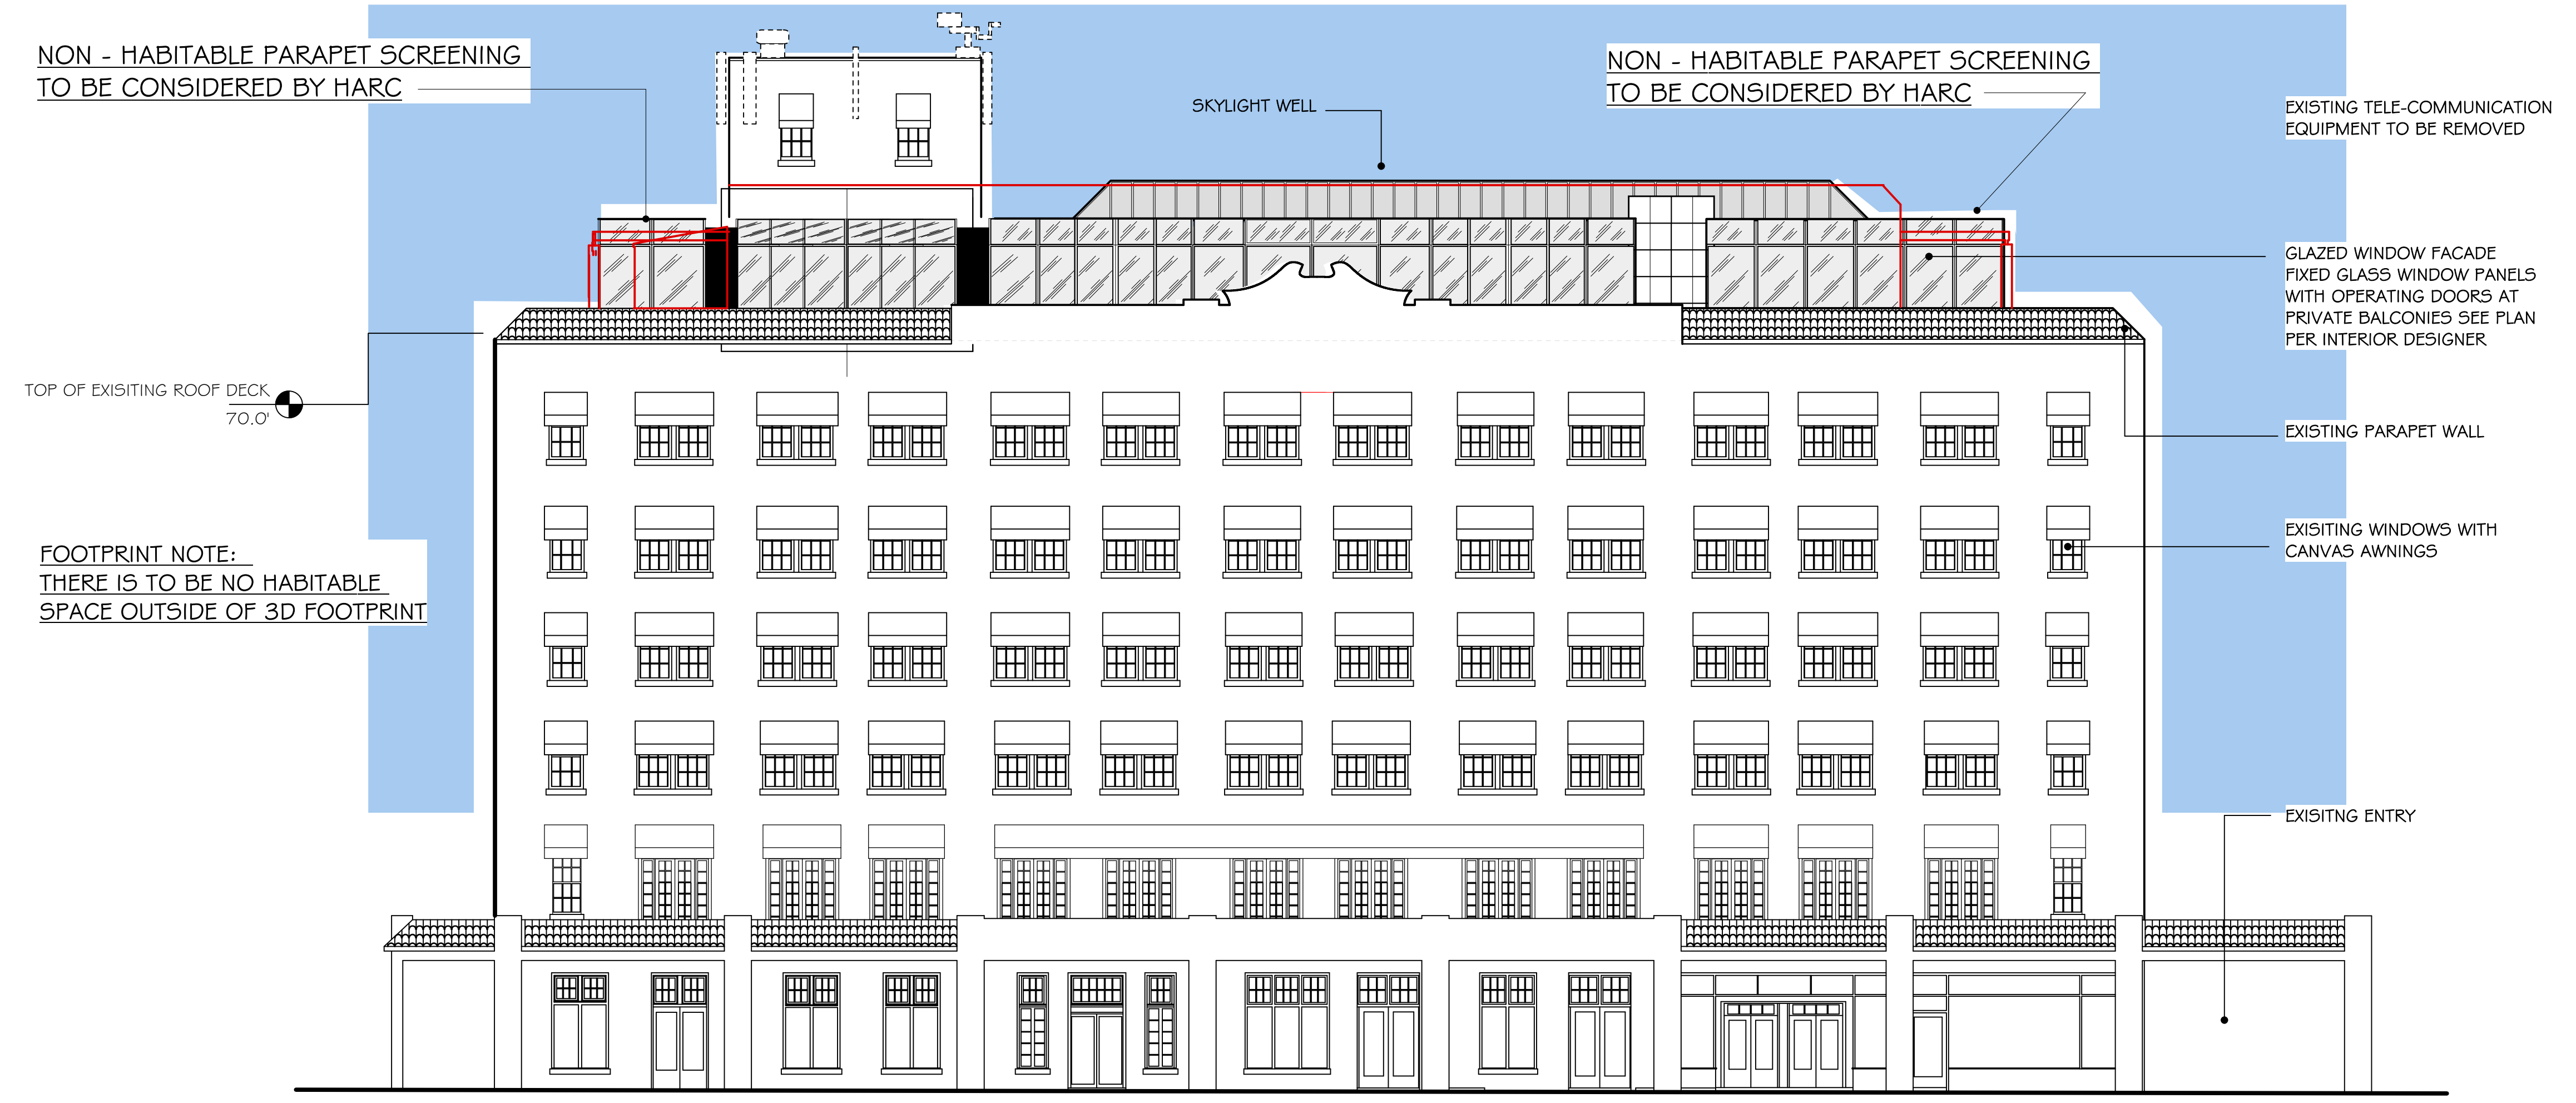 NON - HABITABLE PARAPET SCREENING
TO BE CONSIDERED BY HARC
NON - HABITABLE PARAPET SCREENING
TO BE CONSIDERED BY HARC
SKYLIGHT WELL
EXISTING TELE-COMMUNICATION
EQUIPMENT TO BE REMOVED
GLAZED WINDOW FACADE
FIXED GLASS WINDOW PANELS
WITH OPERATING DOORS AT
PRIVATE BALCONIES SEE PLAN
PER INTERIOR DESIGNER
TOP OF EXISITING ROOF DECK
70.0'
EXISTING PARAPET WALL
FOOTPRINT NOTE:
THERE IS TO BE NO HABITABLE
SPACE OUTSIDE OF 3D FOOTPRINT
EXISITING WINDOWS WITH
CANVAS AWNINGS
EXISITNG ENTRY